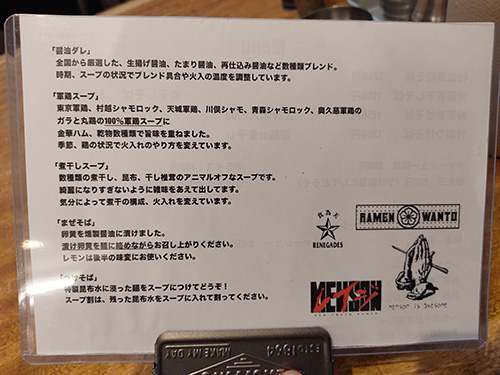 「醤油ダレ」
全国から厳選した、生揚げ醤油、たまり醤油、再仕込み醤油など数種類ブレンド。
時期、スープの状況でブレンド具合や火入の温度を調整しています。
「軍鶏スープ」
東京軍鶏、村越シャモロック、天城軍鶏、川俣シャモ、青森シャモロック、奥久慈軍鶏の
ガラと丸鶏の100%軍鶏スープに
金華ハム、乾物数種類で旨味を重ねました。
季節、鶏の状況で火入れのやり方を変えています。
「煮干しスープ」
数種類の煮干し、昆布、干し椎茸のアニマルオフなスープです。
綺麗になりすぎないように雑味をあえて出してます。
気分によって煮干の構成、火入れを変えています。
「まぜそば」
卵黄を燻製醤油に漬けました。
漬け卵黄を麺に絡めながらお召し上がりください。
レモンは後半の味変にお使いください。
特製昆布水に浸った麺をスープにつけてどうぞ！
スープ割は、残った昆布水をスープに入れて割ってください。
RENEGADES
RAMEN WANTO
MENSHO
mensho is awesome
ESTD 1664
MAKE MY DAY